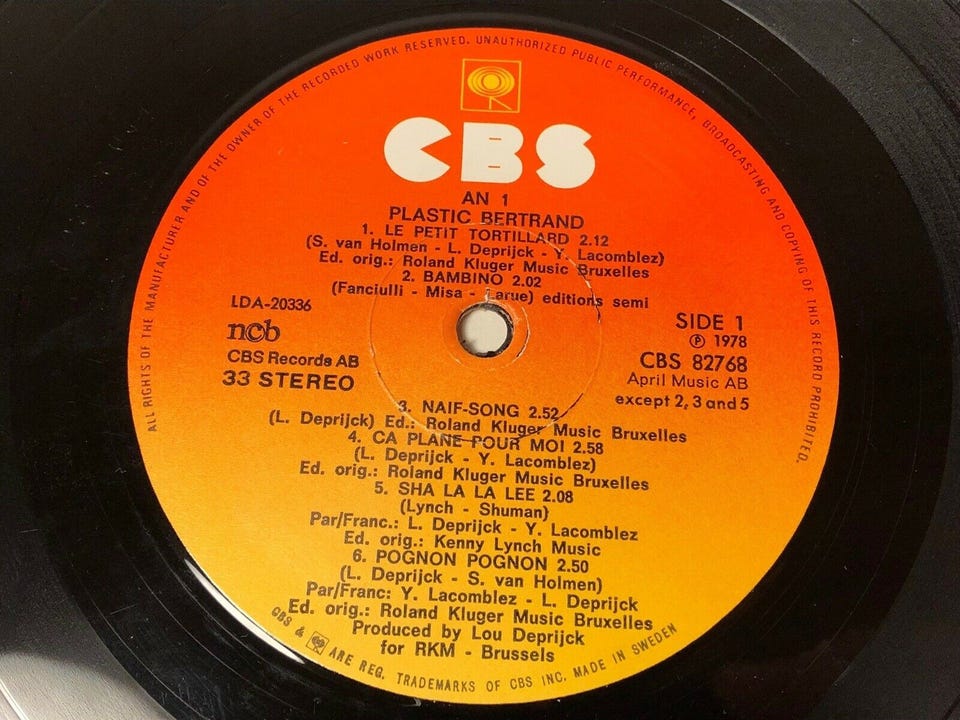 ALL RIGHTS OF THE MANUFACTURER AND OF THE OWNER OF THE RECORDED WORK RESERVED. UNAUTHORIZED PUBLIC PERFORMANCE, BROADCASTING AND COPYING OF THIS RECORD PROHIBITED.
CBS
AN 1
PLASTIC BERTRAND
1. LE PETIT TORTILLARD 2.12
(S. van Holmen - L. Deprijck - Y. Lacomblez)
Ed. orig.: Roland Kluger Music Bruxelles
2. BAMBINO 2.02
(Fanciulli - Misa - Larue) editions semi
LDA-20336
ncb
CBS Records AB
33 STEREO
SIDE 1
℗ 1978
CBS 82768
April Music AB
except 2, 3 and 5
3. NAIF-SONG 2.52
(L. Deprijck) Ed.: Roland Kluger Music Bruxelles
4. CA PLANE POUR MOI 2.58
(L. Deprijck - Y. Lacomblez)
Ed. orig.: Roland Kluger Music Bruxelles
5. SHA LA LA LEE 2.08
(Lynch - Shuman)
Par/Franc.: L. Deprijck - Y. Lacomblez
Ed. orig.: Kenny Lynch Music
6. POGNON POGNON 2.50
(L. Deprijck - S. van Holmen)
Par/Franc: Y. Lacomblez - L. Deprijck
Ed. orig.: Roland Kluger Music Bruxelles
Produced by Lou Deprijck
for RKM - Brussels
CBS & ARE REG. TRADEMARKS OF CBS INC. MADE IN SWEDEN